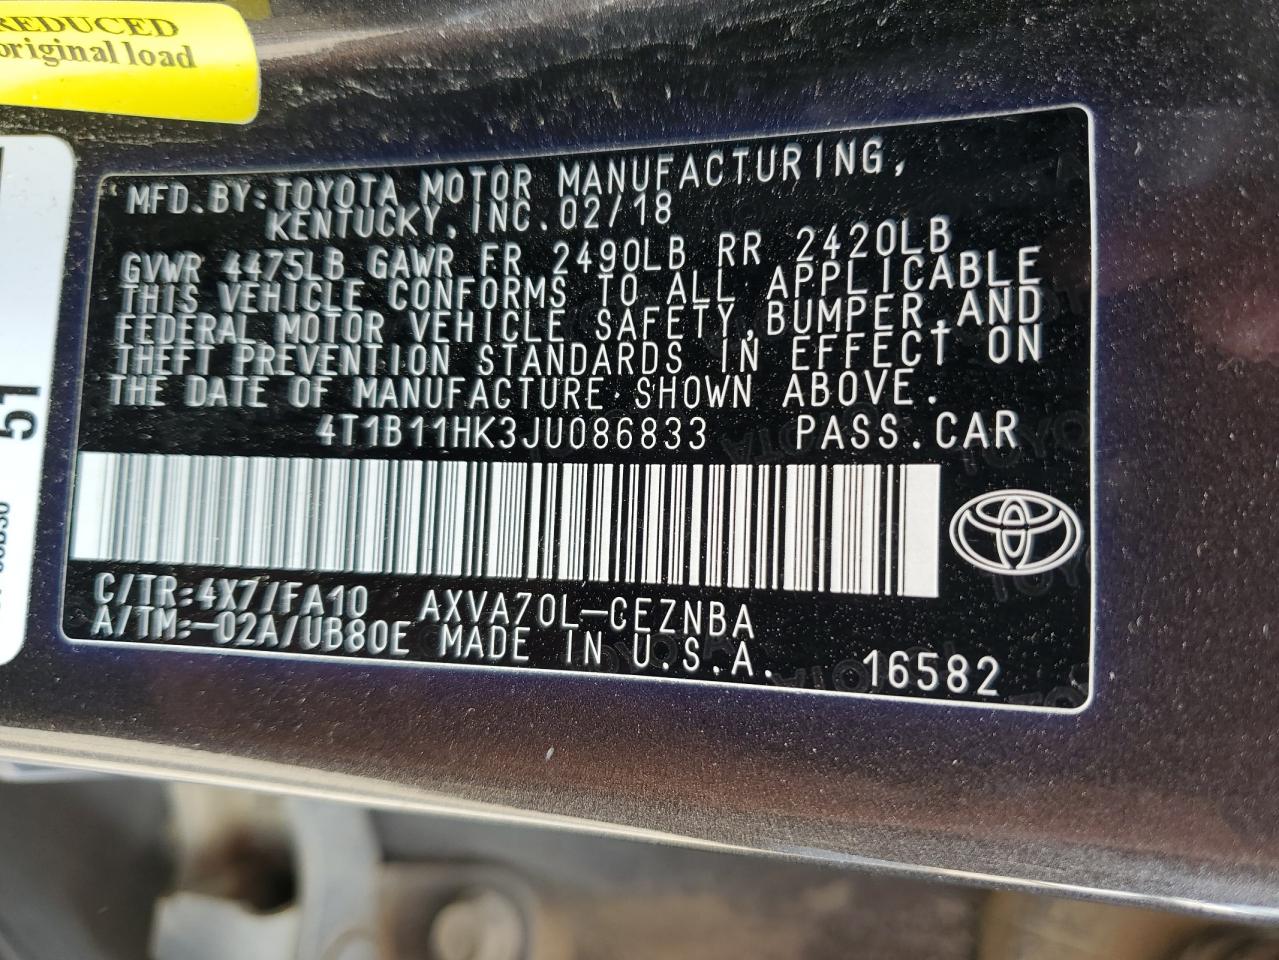 REDUCED
original load
51
MFD.BY:TOYOTA MOTOR MANUFACTURING,
KENTUCKY,INC.02/18
GVWR 4475LB GAWR FR 2490LB RR 2420LB
THIS VEHICLE CONFORMS TO ALL APPLICABLE
FEDERAL MOTOR VEHICLE SAFETY,BUMPER,AND
THEFT PREVENTION STANDARDS IN EFFECT ON
THE DATE OF MANUFACTURE SHOWN ABOVE.
4T1B11HK3JU086833 PASS.CAR
C/TR:4X7/FA10 AXVA70L-CEZNBA
A/TM:-02A/UB80E MADE IN U.S.A. 16582